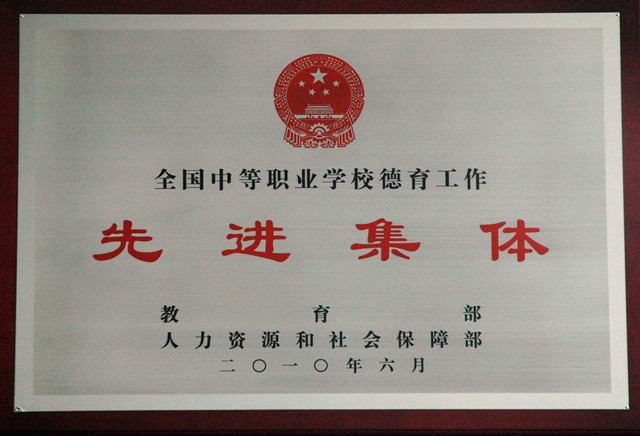 全国中等职业学校德育工作
先进集体
教育部
人力资源和社会保障部
二〇一〇年六月